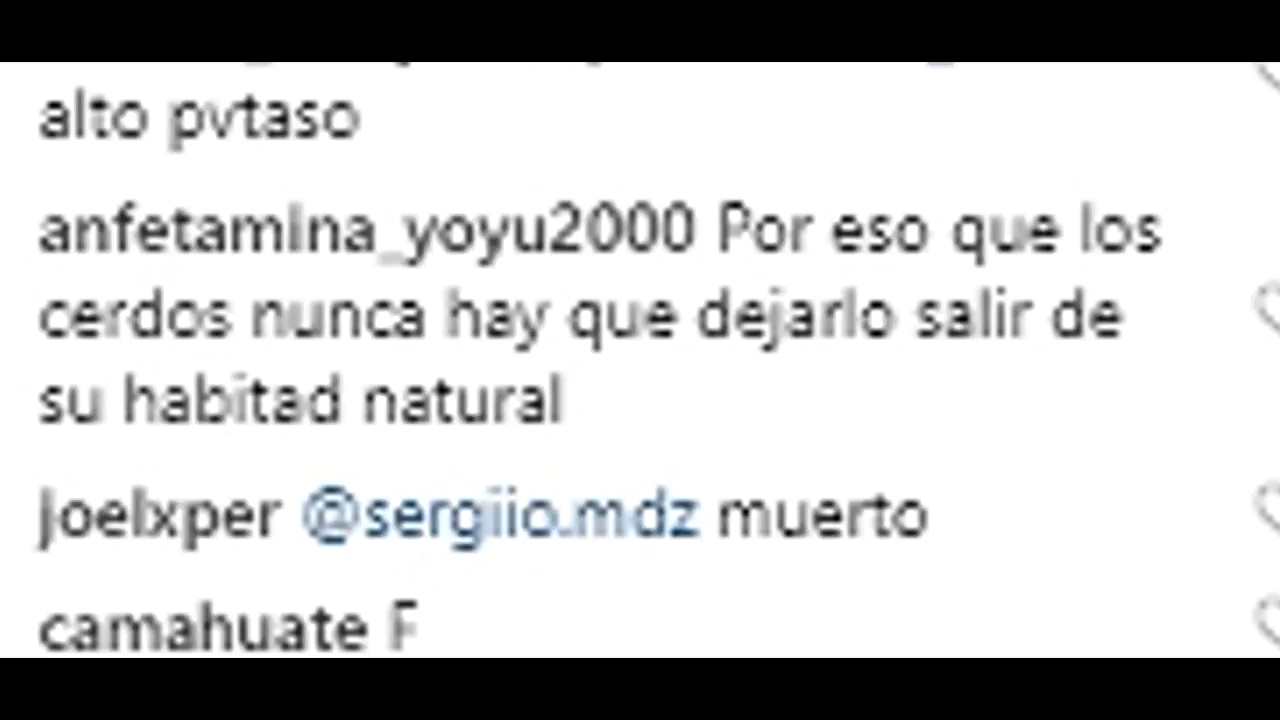 alto pvtaso
anfetamina_yoyu2000 Por eso que los
cerdos nunca hay que dejarlo salir de
su habitad natural
joelxper @sergiio.mdz muerto
camahuate F